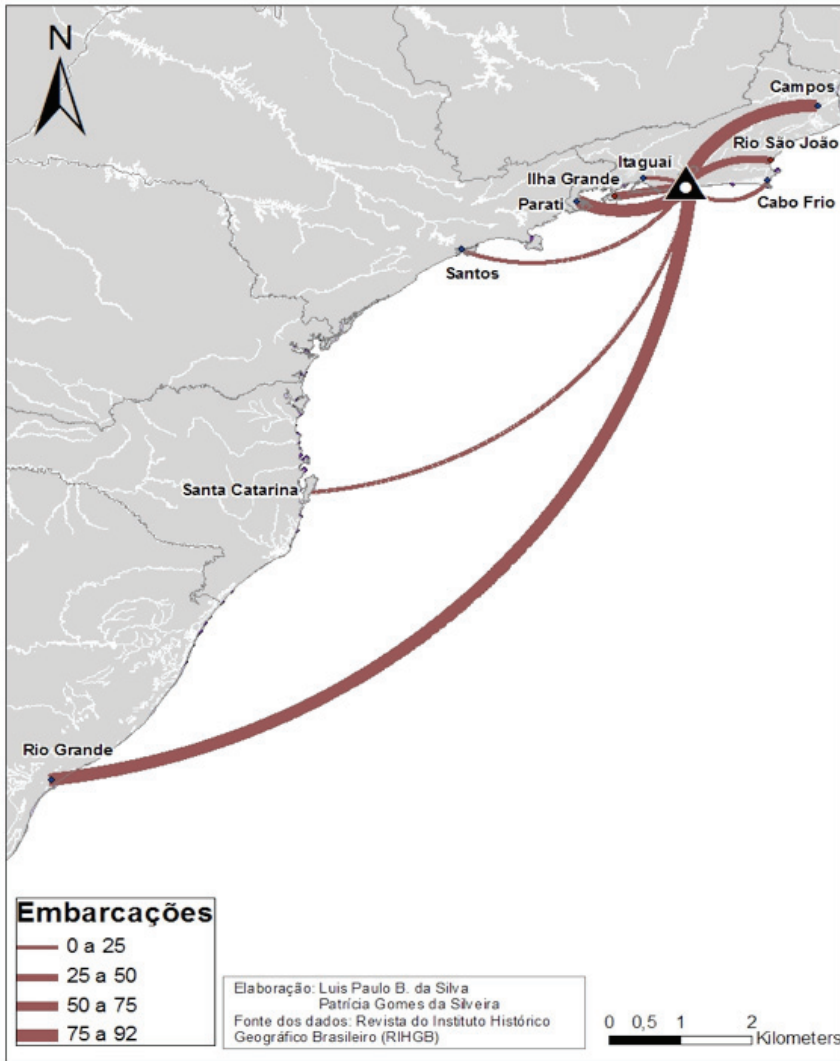 N
Campos
Rio São João
Itaguai
Ilha Grande
Parati
Cabo Frio
Santos
Santa Catarina
Rio Grande
Embarcações
0 a 25
25 a 50
50 a 75
75 a 92
Elaboração: Luis Paulo B. da Silva
Patrícia Gomes da Silveira
Fonte dos dados: Revista do Instituto Histórico
Geográfico Brasileiro (RIHGB)
0 0,5 1 2
Kilometers